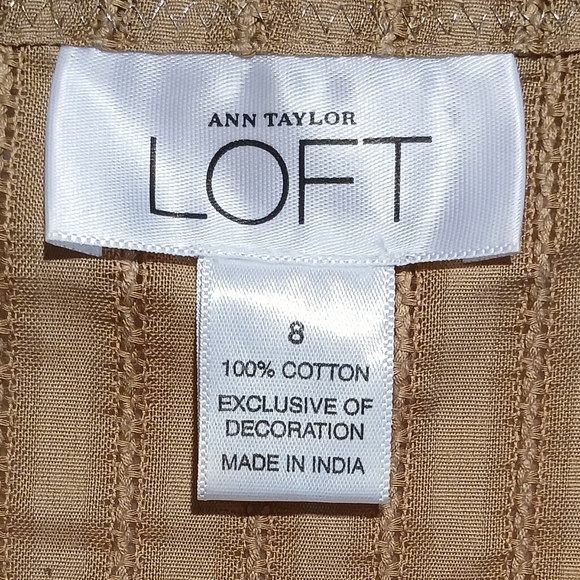 ANN TAYLOR
LOFT
8
100% COTTON
EXCLUSIVE OF
DECORATION
MADE IN INDIA